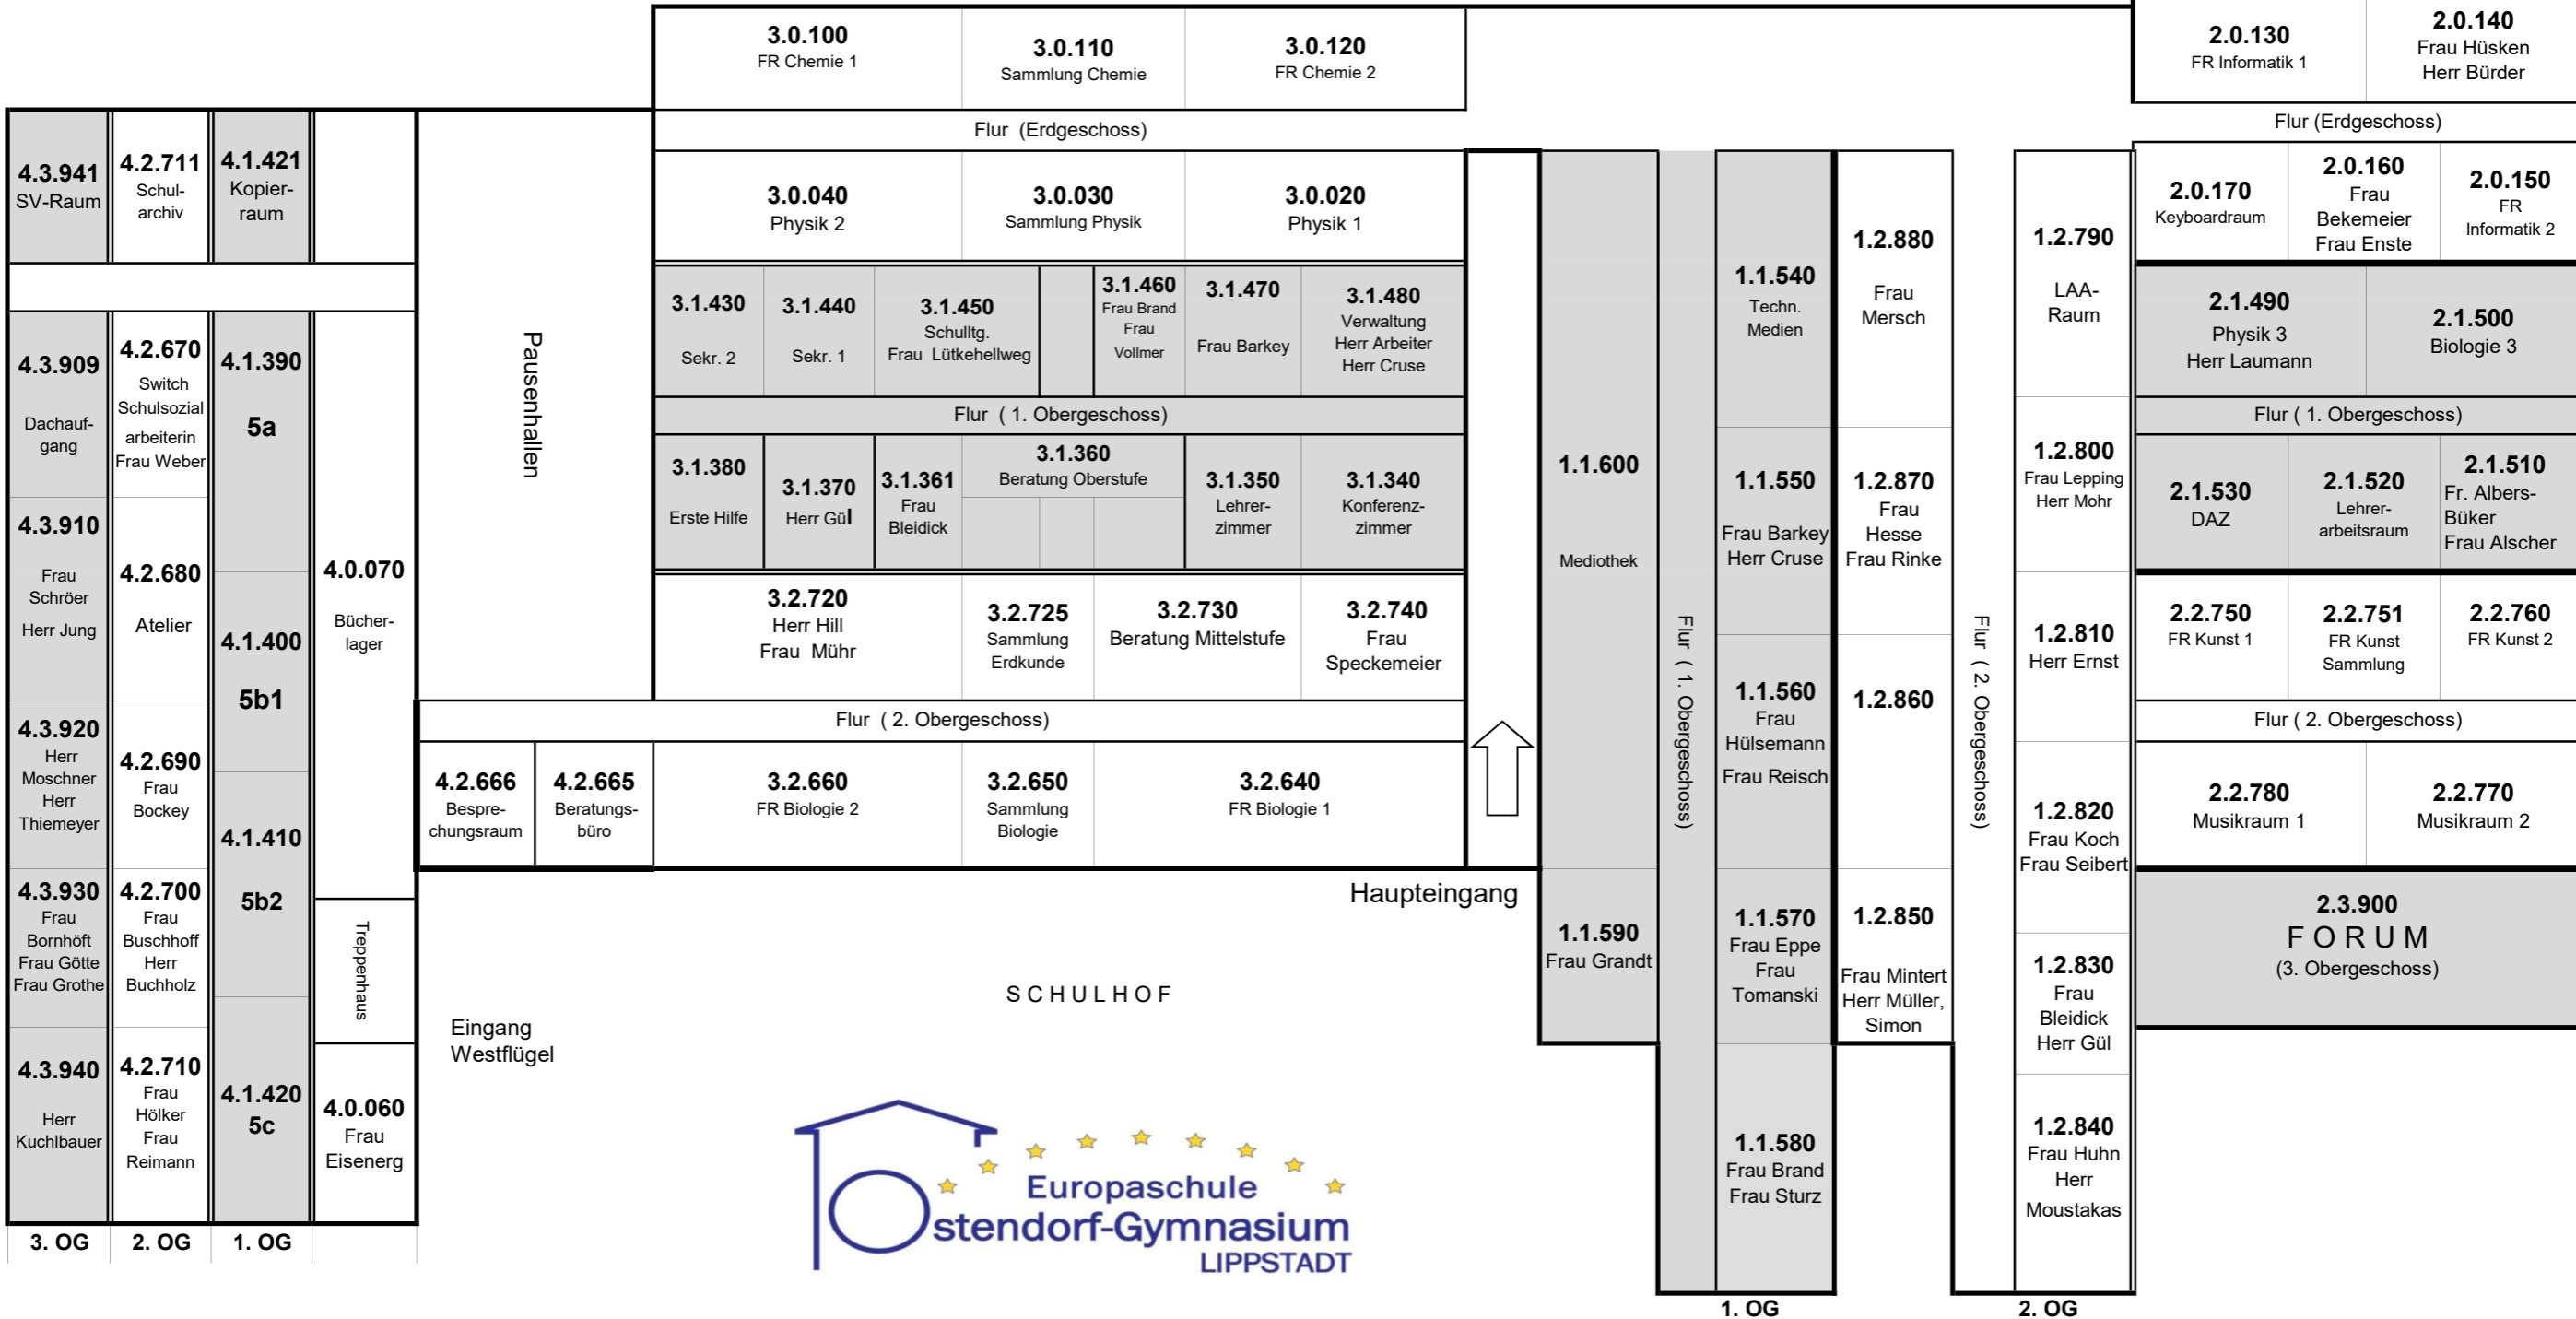 3.0.100
FR Chemie 1
3.0.110
Sammlung Chemie
3.0.120
FR Chemie 2
2.0.130
FR Informatik 1
2.0.140
Frau Hüsken
Herr Bürder
Flur (Erdgeschoss)
Flur (Erdgeschoss)
4.3.941
SV-Raum
4.2.711
Schul-
archiv
4.1.421
Kopier-
raum
3.0.040
Physik 2
3.0.030
Sammlung Physik
3.0.020
Physik 1
2.0.170
Keyboardraum
2.0.160
Frau
Bekemeier
Frau Enste
2.0.150
FR
Informatik 2
3.1.430
Sekr. 2
3.1.440
Sekr. 1
3.1.450
Schulltg.
Frau Lütkehellweg
3.1.460
Frau Brand
Frau
Vollmer
3.1.470
Frau Barkey
3.1.480
Verwaltung
Herr Arbeiter
Herr Cruse
Flur ( 1. Obergeschoss)
3.1.380
Erste Hilfe
3.1.370
Herr Gül
3.1.361
Frau
Bleidick
3.1.360
Beratung Oberstufe
3.1.350
Lehrer-
zimmer
3.1.340
Konferenz-
zimmer
3.2.720
Herr Hill
Frau Mühr
3.2.725
Sammlung
Erdkunde
3.2.730
Beratung Mittelstufe
3.2.740
Frau
Speckemeier
Flur ( 2. Obergeschoss)
4.2.666
Bespre-
chungsraum
4.2.665
Beratungs-
büro
3.2.660
FR Biologie 2
3.2.650
Sammlung
Biologie
3.2.640
FR Biologie 1
Pausenhallen
4.3.909
Dachauf-
gang
4.3.910
Frau
Schröer
Herr Jung
4.3.920
Herr
Moschner
Herr
Thiemeyer
4.3.930
Frau
Bornhöft
Frau Götte
Frau Grothe
4.3.940
Herr
Kuchlbauer
3. OG
4.2.670
Switch
Schulsozial
arbeiterin
Frau Weber
4.2.680
Atelier
4.2.690
Frau
Bockey
4.2.700
Frau
Buschhoff
Herr
Buchholz
4.2.710
Frau
Hölker
Frau
Reimann
2. OG
4.1.390
5a
4.1.400
5b1
4.1.410
5b2
4.1.420
5c
1. OG
4.0.070
Bücher-
lager
Treppenhaus
4.0.060
Frau
Eisenerg
Eingang
Westflügel
SCHULHOF
Haupteingang
Europaschule
Ostendorf-Gymnasium
LIPPSTADT
1.1.600
Mediothek
1.1.590
Frau Grandt
Flur ( 1. Obergeschoss)
1.1.540
Techn.
Medien
1.1.550
Frau Barkey
Herr Cruse
1.1.560
Frau
Hülsemann
Frau Reisch
1.1.570
Frau Eppe
Frau
Tomanski
1.1.580
Frau Brand
Frau Sturz
1. OG
1.2.880
Frau
Mersch
1.2.870
Frau
Hesse
Frau Rinke
1.2.860
1.2.850
Frau Mintert
Herr Müller,
Simon
Flur ( 2. Obergeschoss)
1.2.790
LAA-
Raum
1.2.800
Frau Lepping
Herr Mohr
1.2.810
Herr Ernst
1.2.820
Frau Koch
Frau Seibert
1.2.830
Frau
Bleidick
Herr Gül
1.2.840
Frau Huhn
Herr
Moustakas
2. OG
2.1.490
Physik 3
Herr Laumann
2.1.500
Biologie 3
Flur ( 1. Obergeschoss)
2.1.530
DAZ
2.1.520
Lehrer-
arbeitsraum
2.1.510
Fr. Albers-
Büker
Frau Alscher
2.2.750
FR Kunst 1
2.2.751
FR Kunst
Sammlung
2.2.760
FR Kunst 2
Flur ( 2. Obergeschoss)
2.2.780
Musikraum 1
2.2.770
Musikraum 2
2.3.900
FORUM
(3. Obergeschoss)